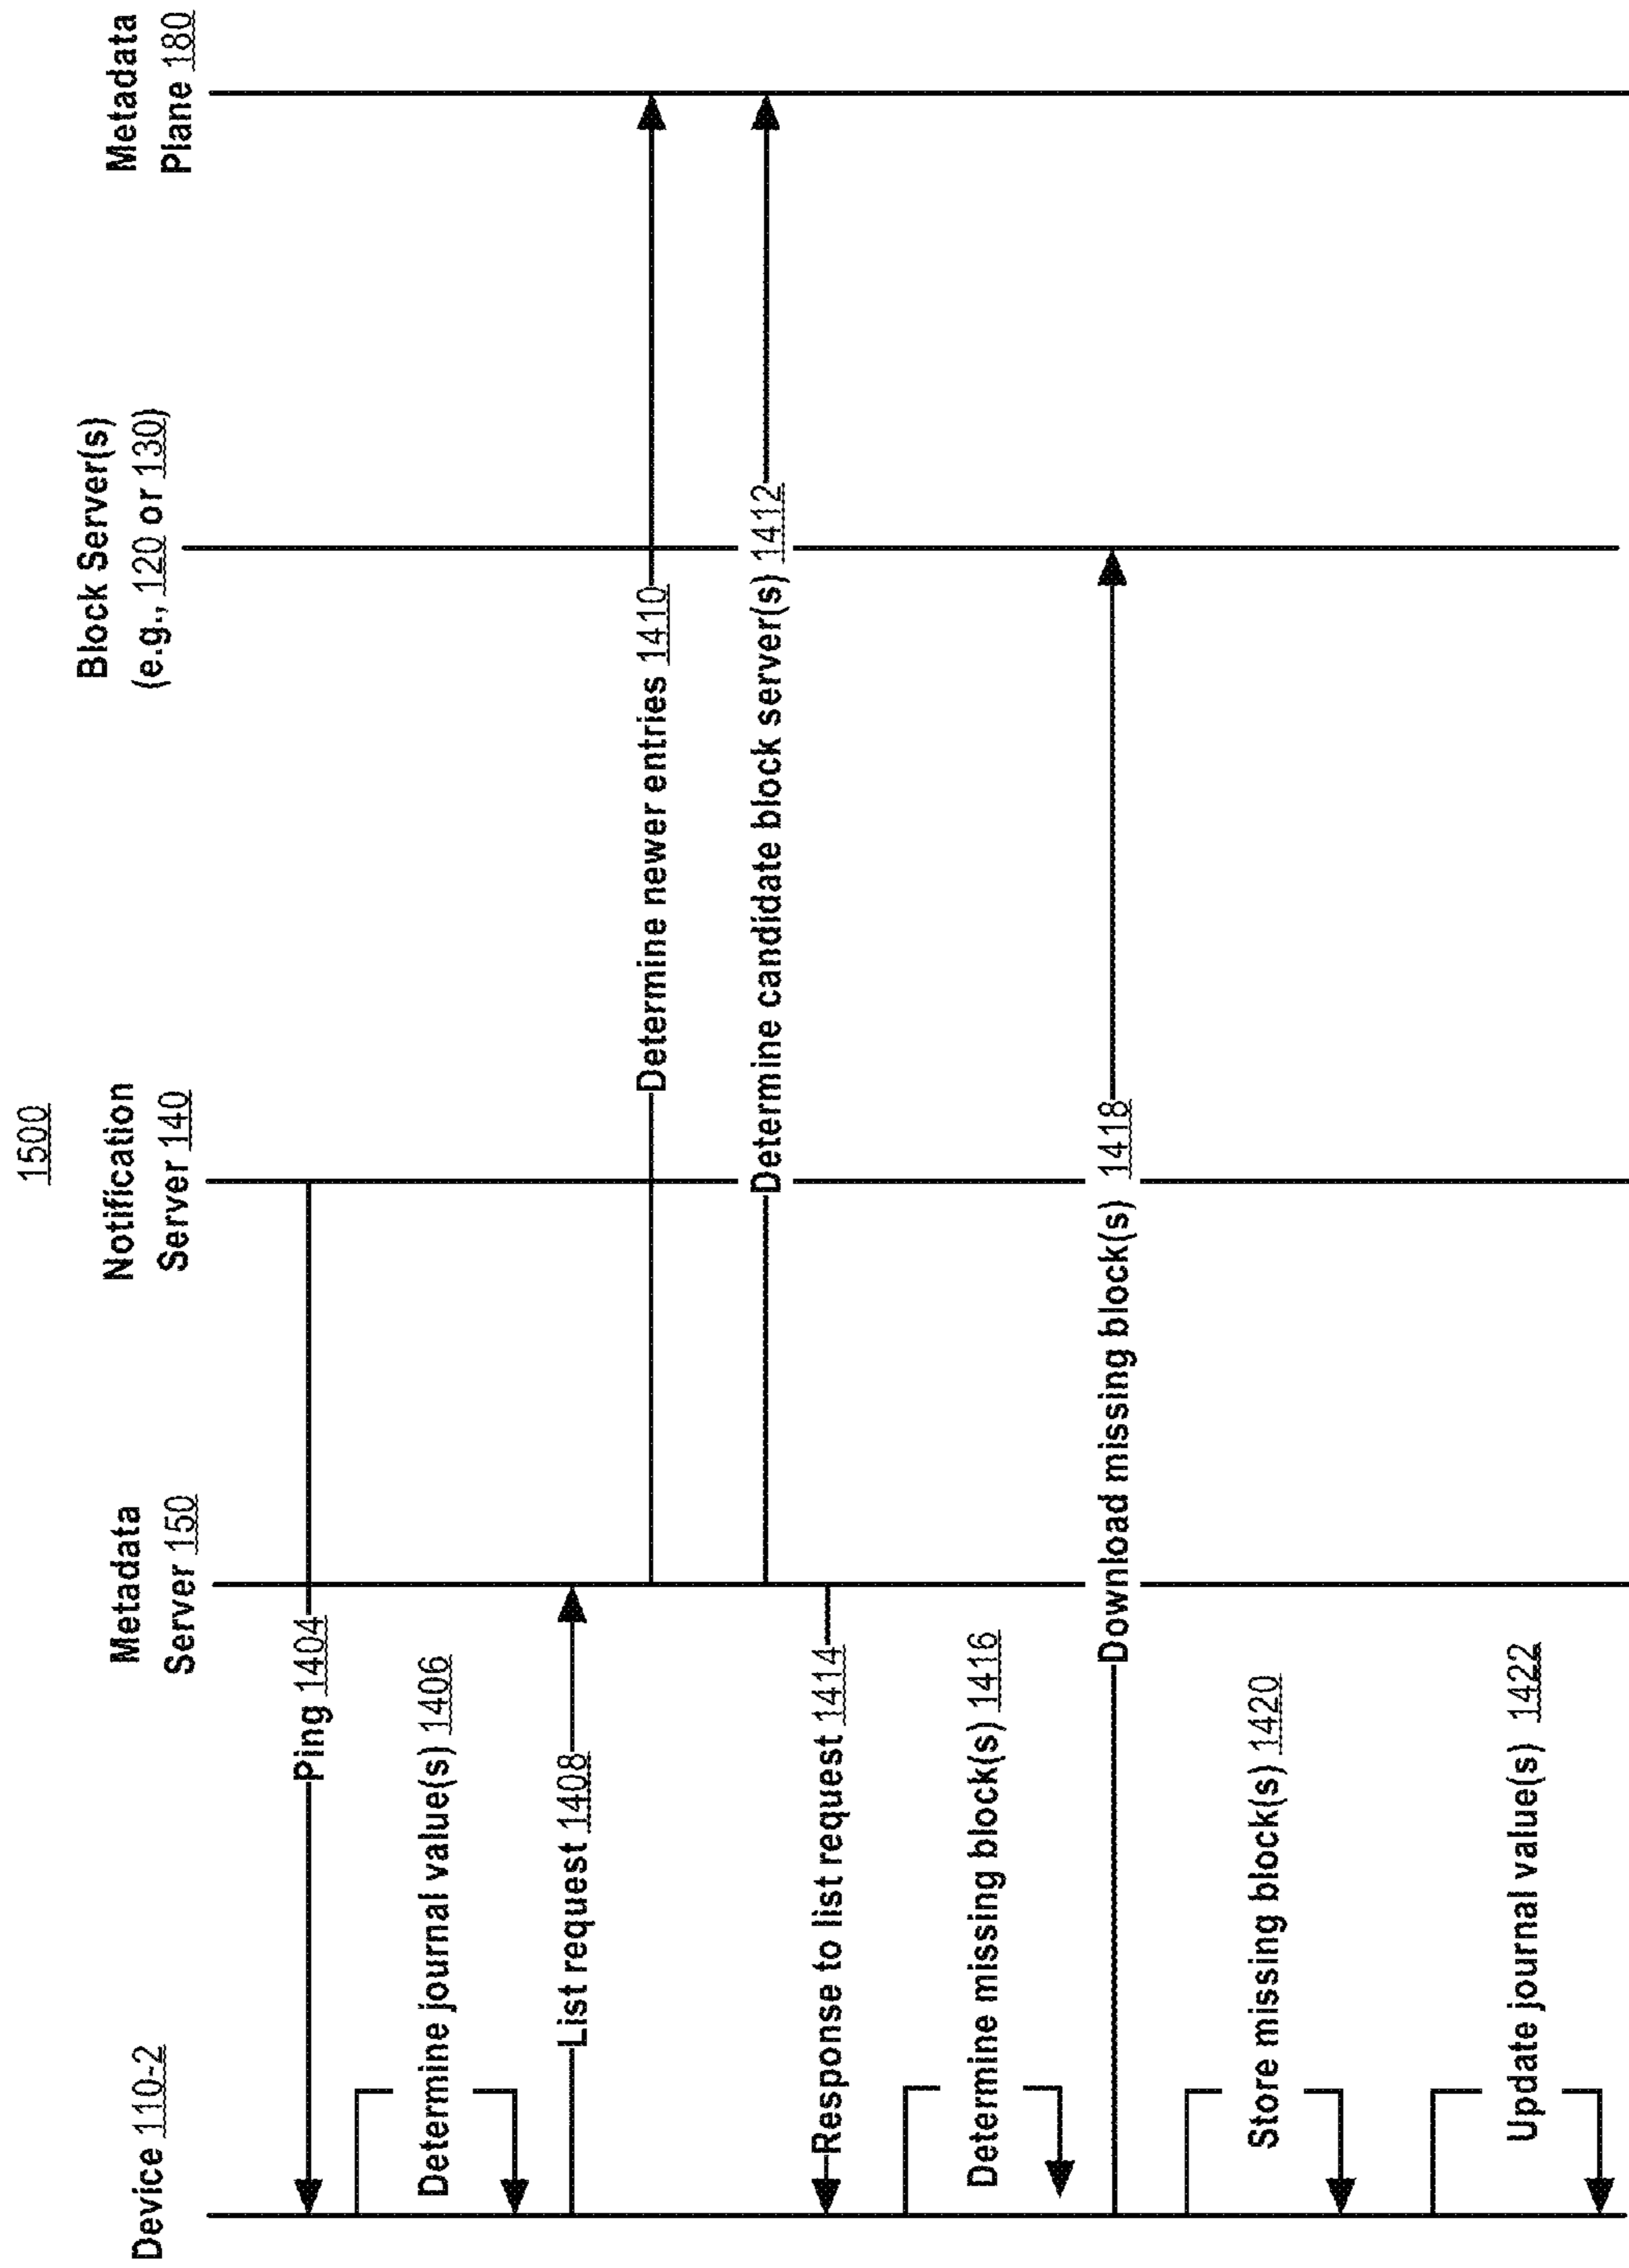 1500
Device 110-2
Metadata
Server 150
Notification
Server 140
Block Server(s)
(e.g., 120 or 130)
Metadata
Plane 180
Ping 1404
Determine journal value(s) 1406
List request 1408
Determine newer entries 1410
Determine candidate block server(s) 1412
Response to list request 1414
Determine missing block(s) 1416
Download missing block(s) 1418
Store missing block(s) 1420
Update journal value(s) 1422